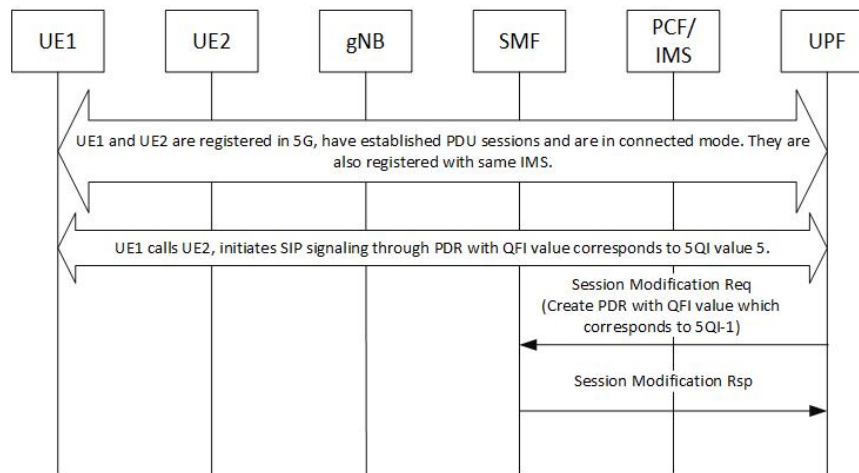 UE1
UE2
gNB
SMF
PCF/
IMS
UPF
UE1 and UE2 are registered in 5G, have established PDU sessions and are in connected mode. They are
also registered with same IMS.
UE1 calls UE2, initiates SIP signaling through PDR with QFI value corresponds to 5QI value 5.
Session Modification Req
(Create PDR with QFI value which
corresponds to 5QI-1)
Session Modification Rsp